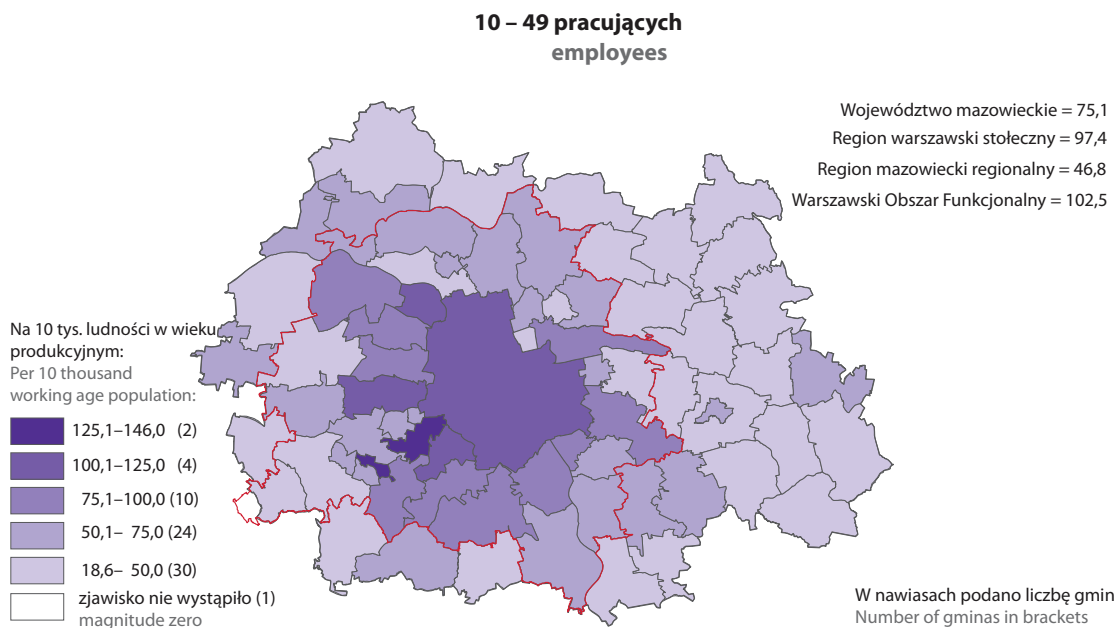 10 – 49 pracujących
employees
Województwo mazowieckie = 75,1
Region warszawski stołeczny = 97,4
Region mazowiecki regionalny = 46,8
Warszawski Obszar Funkcjonalny = 102,5
Na 10 tys. ludności w wieku
produkcyjnym:
Per 10 thousand
working age population:
125,1–146,0 (2)
100,1–125,0 (4)
75,1–100,0 (10)
50,1– 75,0 (24)
18,6– 50,0 (30)
zjawisko nie wystąpiło (1)
magnitude zero
W nawiasach podano liczbę gmin
Number of gminas in brackets